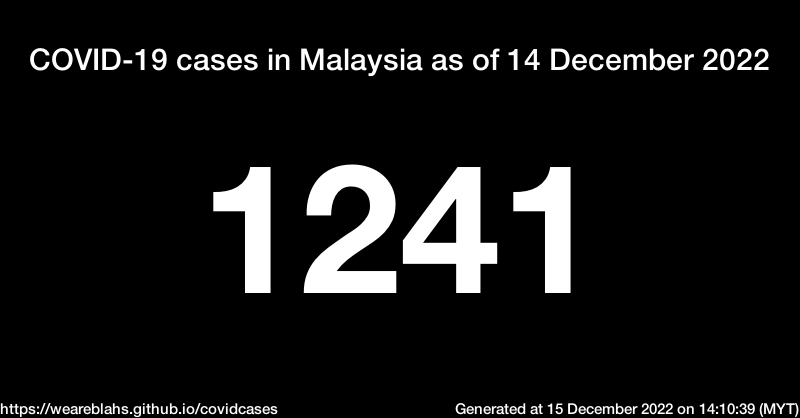 COVID-19 cases in Malaysia as of 14 December 2022
1241
https://weareblahs.github.io/covidcases
Generated at 15 December 2022 on 14:10:39 (MYT)